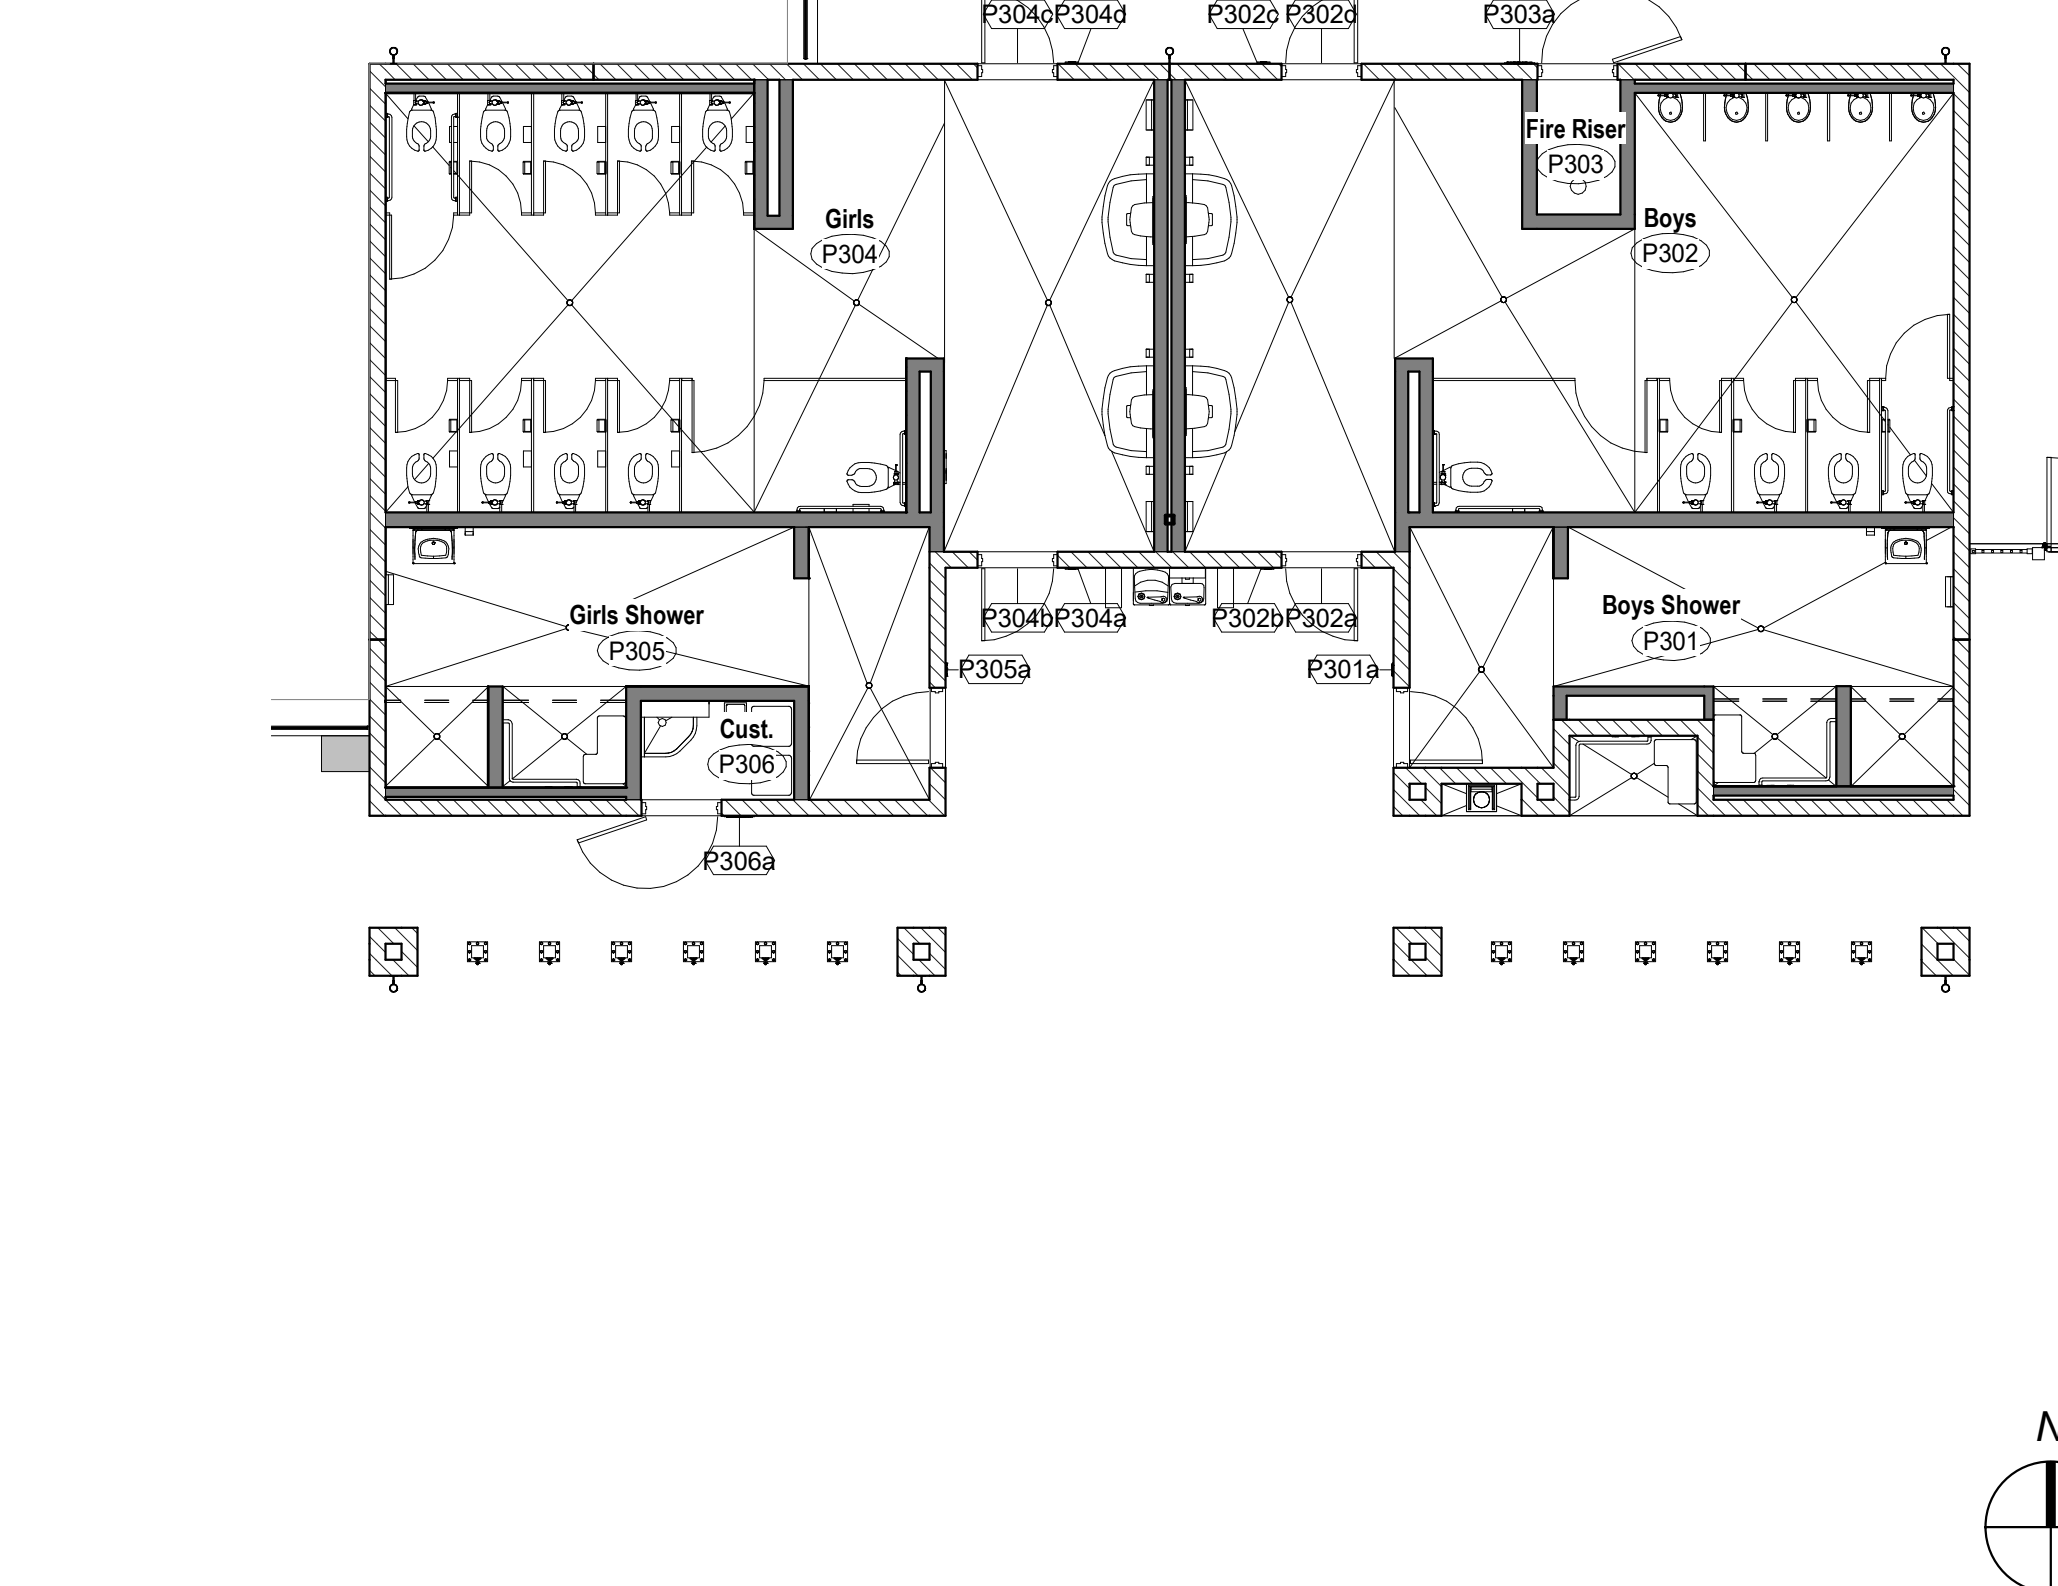 P304c P304d P302c P302d P303a
Fire Riser
P303
Girls
P304
Boys
P302
P304b P304a P302b P302a
Girls Shower
P305
Boys Shower
P301
P305a P301a
Cust.
P306
P306a
N